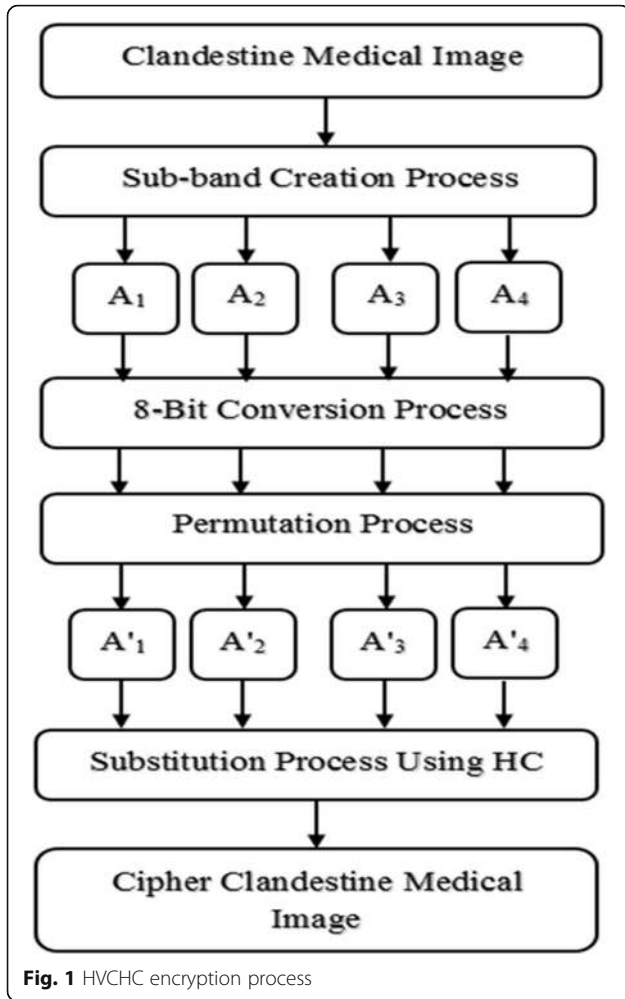 Clandestine Medical Image
Sub-band Creation Process
A₁ A₂ A₃ A₄
8-Bit Conversion Process
Permutation Process
A'₁ A'₂ A'₃ A'₄
Substitution Process Using HC
Cipher Clandestine Medical
Image
Fig. 1 HVCHC encryption process